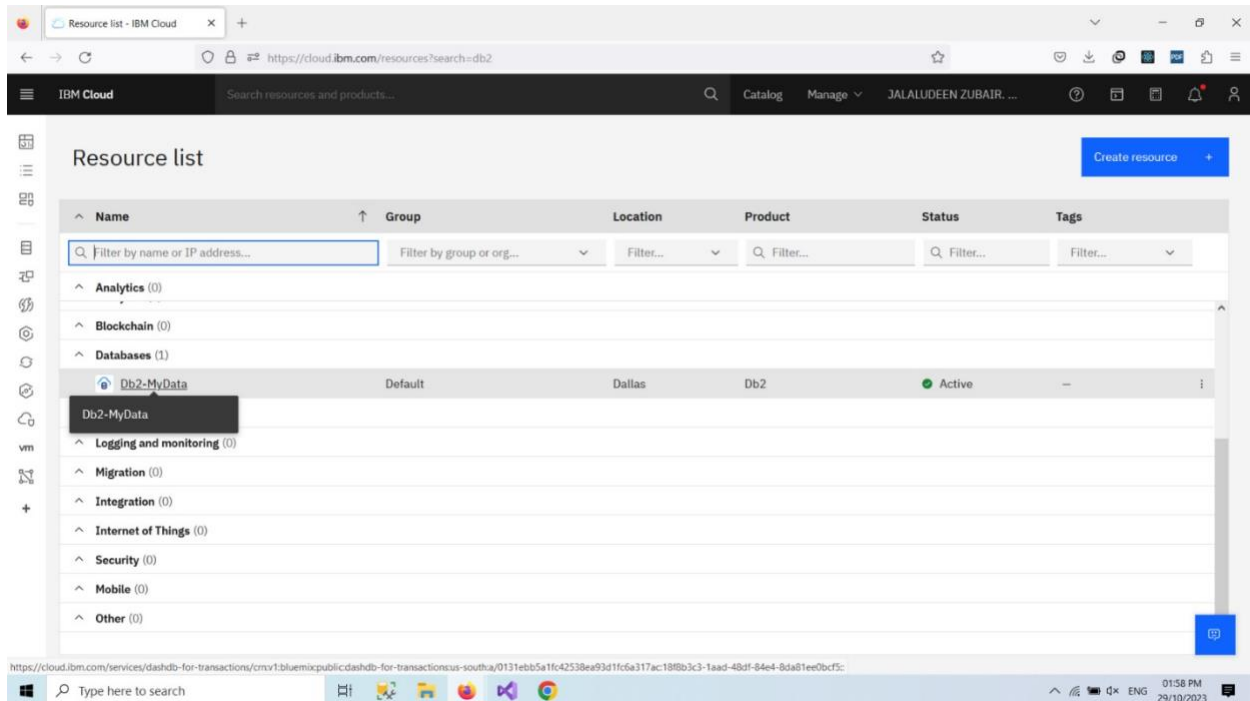 Resource list - IBM Cloud
https://cloud.ibm.com/resources?search=db2
IBM Cloud Search resources and products... Catalog Manage JALALUDEEN ZUBAIR. ...
Resource list
Create resource +
Name Group Location Product Status Tags
Filter by name or IP address... Filter by group or org... Filter... Filter... Filter... Filter...
Analytics (0)
Blockchain (0)
Databases (1)
Db2-MyData Default Dallas Db2 Active –
Db2-MyData
Logging and monitoring (0)
vm
Migration (0)
Integration (0)
Internet of Things (0)
Security (0)
Mobile (0)
Other (0)
Type here to search
ENG 01:58 PM
29/10/2023